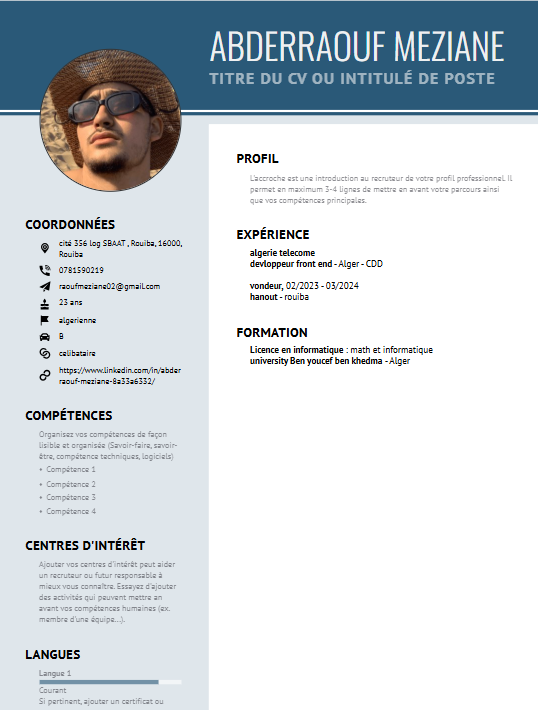 ABDERRAOUF MEZIANE
TITRE DU CV OU INTITULÉ DE POSTE
COORDONNÉES
cité 356 log SBAAT , Rouiba, 16000,
Rouiba
0781590219
raoufmeziane02@gmail.com
23 ans
algerienne
B
celibataire
https://www.linkedin.com/in/abder
raouf-meziane-8a33a6332/
COMPÉTENCES
Organisez vos compétences de façon
lisible et organisée (Savoir-faire, savoir-
être, compétence techniques, logiciels)
• Compétence 1
• Compétence 2
• Compétence 3
• Compétence 4
CENTRES D'INTÉRÊT
Ajouter vos centres d'intérêt peut aider
un recruteur ou futur responsable à
mieux vous connaître. Essayez d'ajouter
des activités qui peuvent mettre an
avant vos compétences humaines (ex.
membre d'une équipe...).
LANGUES
Langue 1
Courant
Si pertinent, ajouter un certificat ou
PROFIL
L'accroche est une introduction au recruteur de votre profil professionnel. Il
permet en maximum 3-4 lignes de mettre en avant votre parcours ainsi
que vos compétences principales.
EXPÉRIENCE
algerie telecome
devloppeur front end - Alger - CDD
vondeur, 02/2023 - 03/2024
hanout - rouiba
FORMATION
Licence en informatique : math et informatique
university Ben youcef ben khedma - Alger